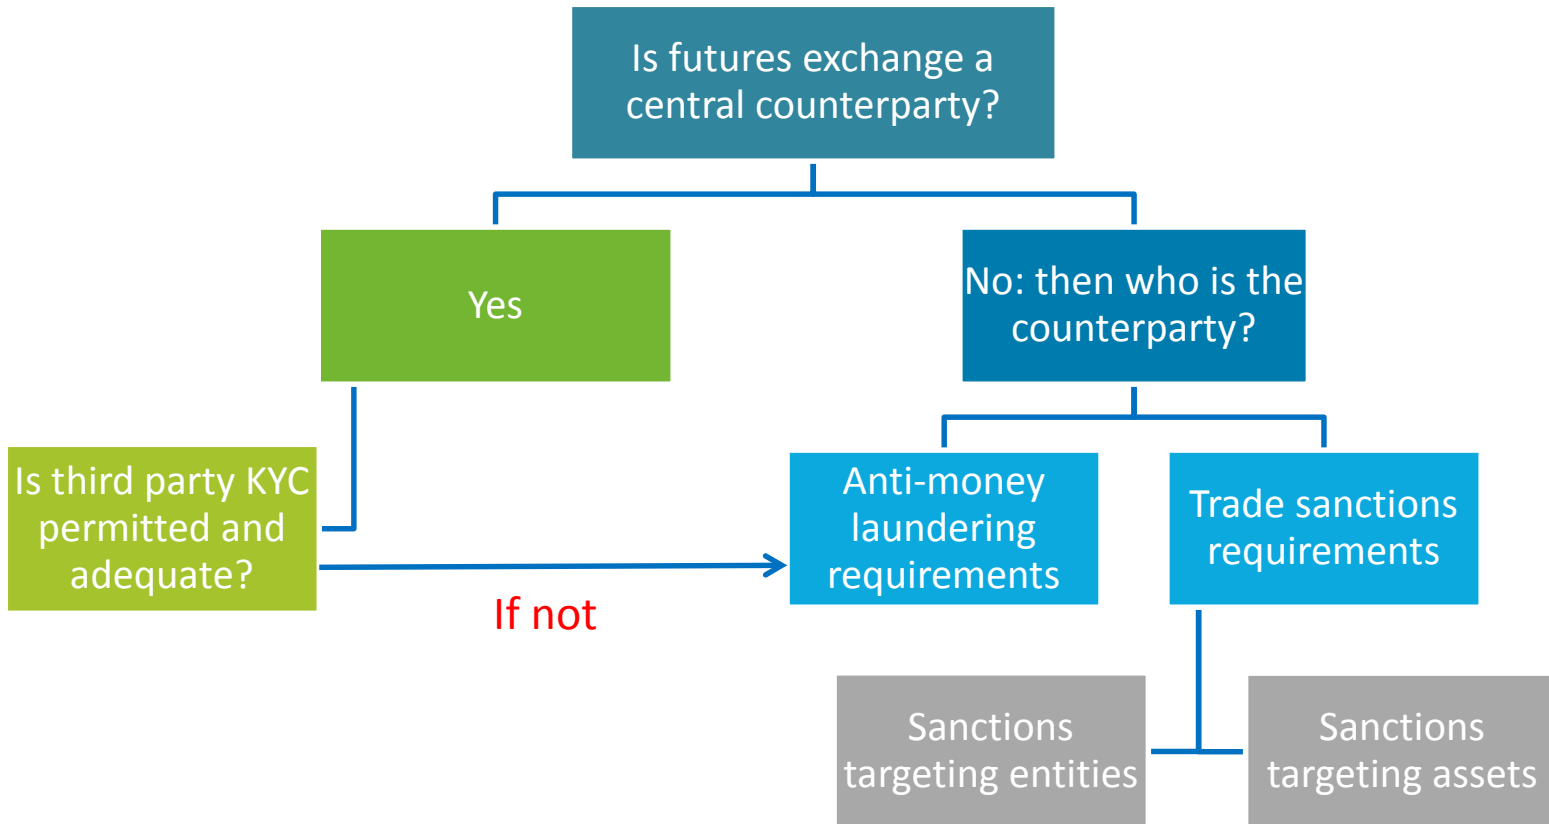 Is futures exchange a
central counterparty?
Yes
No: then who is the
counterparty?
Is third party KYC
permitted and
adequate?
If not
Anti-money
laundering
requirements
Trade sanctions
requirements
Sanctions
targeting entities
Sanctions
targeting assets